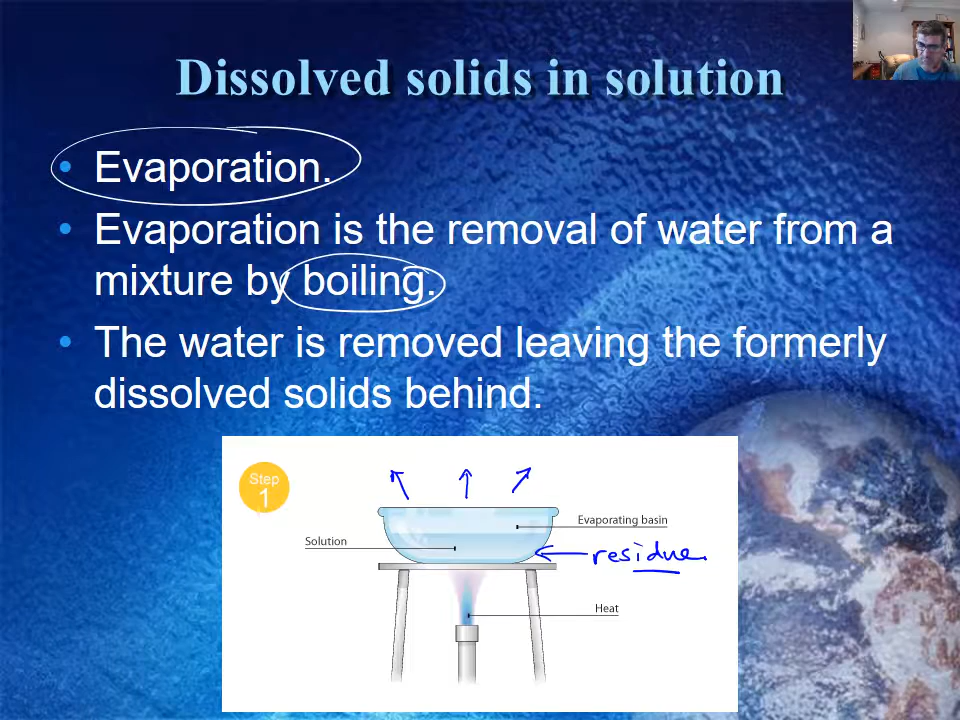 Dissolved solids in solution
• Evaporation.
• Evaporation is the removal of water from a
mixture by boiling.
• The water is removed leaving the formerly
dissolved solids behind.
Step
1
Evaporating basin
Solution
residue
Heat